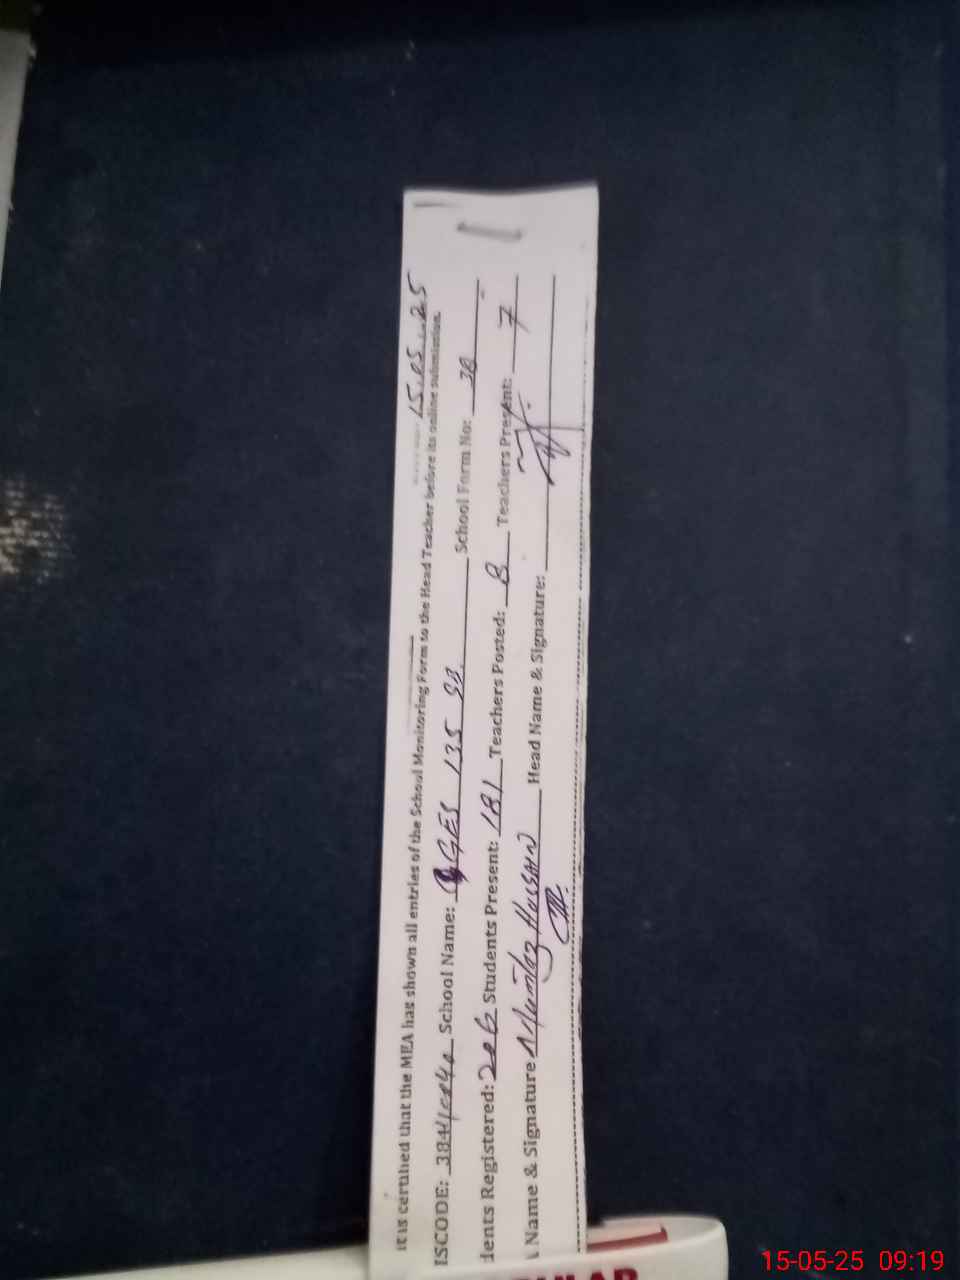 15.05.25
It is certified that the MEA has shown all entries of the School Monitoring Form to the Head Teacher before its online submission.
ISCODE: School Name: GES 135 SB School Form No: 38
dents Registered: 206 Students Present: 181 Teachers Posted: 8 Teachers Present: 7
Name & Signature Mumtaz Hussain Head Name & Signature:
15-05-25 09:19